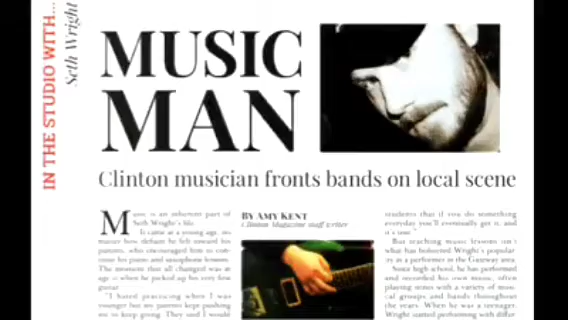 IN THE STUDIO WITH...
Seth Wright
MUSIC
MAN
Clinton musician fronts bands on local scene
Music is an inherent part of
Seth Wright's life.
It came at a young age, no
matter how defiant he felt toward his
parents, who encouraged him to con-
tinue his piano and saxophone lessons.
The moment that all changed was at
age 11 when he picked up his very first
guitar.
"I hated practicing when I was
younger but my parents kept pushing
me to keep going. They said I would
BY AMY KENT
Clinton Magazine staff writer
students that if you do something
everyday you'll eventually get it, and
it's true."
But teaching music lessons isn't
what has bolstered Wright's popular-
ity as a performer in the Gateway area.
Since high school, he has performed
and recorded his own music, often
playing some with a variety of musi-
cal groups and bands throughout
the years. When he was a teenager,
Wright started performing with differ